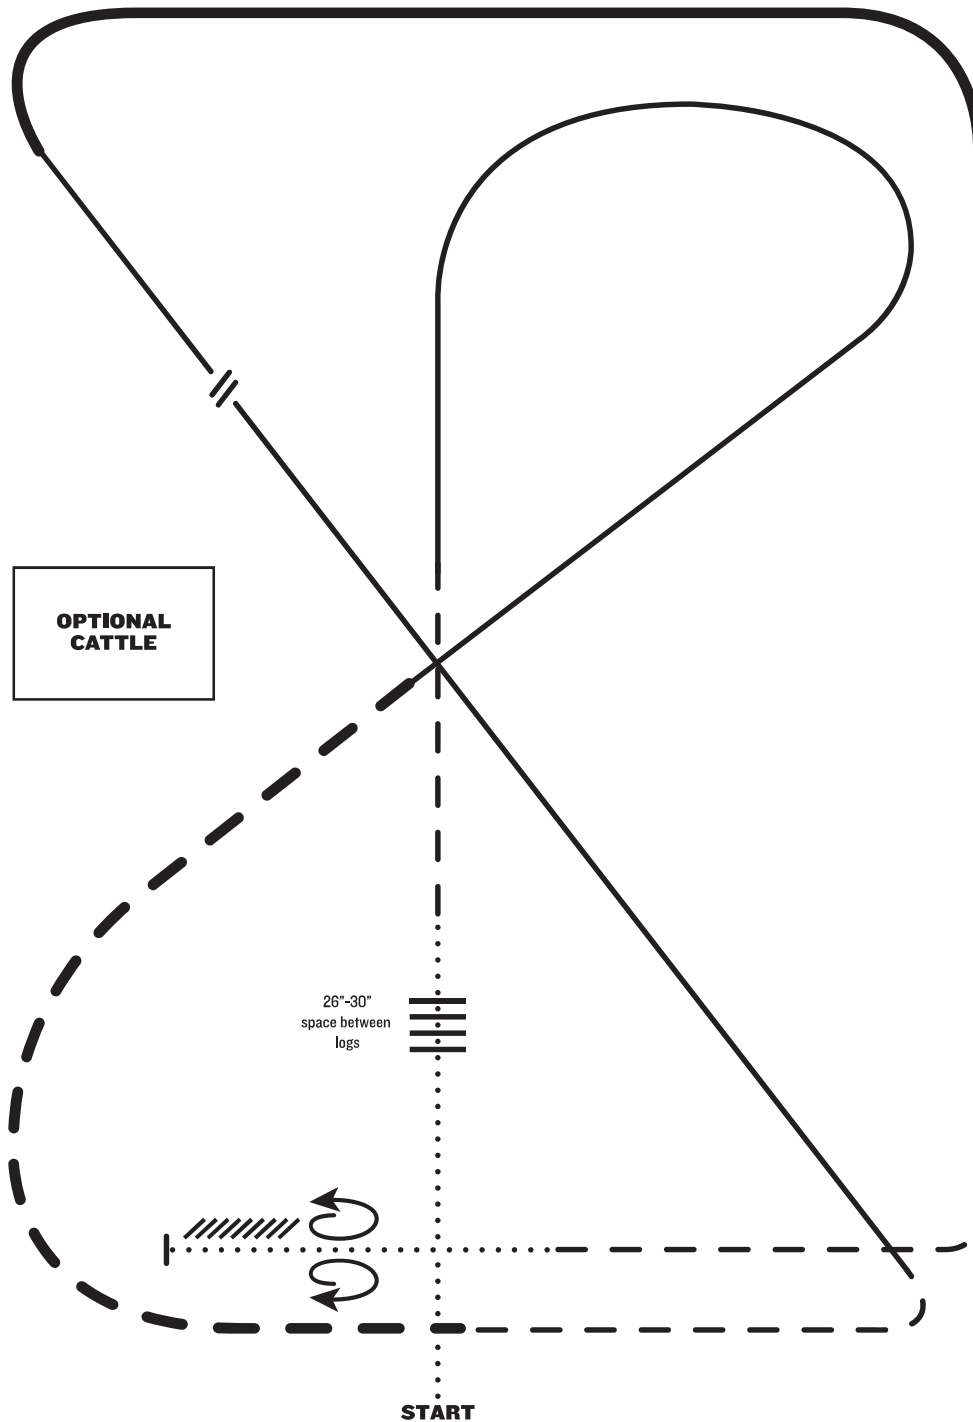 OPTIONAL
CATTLE
26”-30”
space between
logs
START